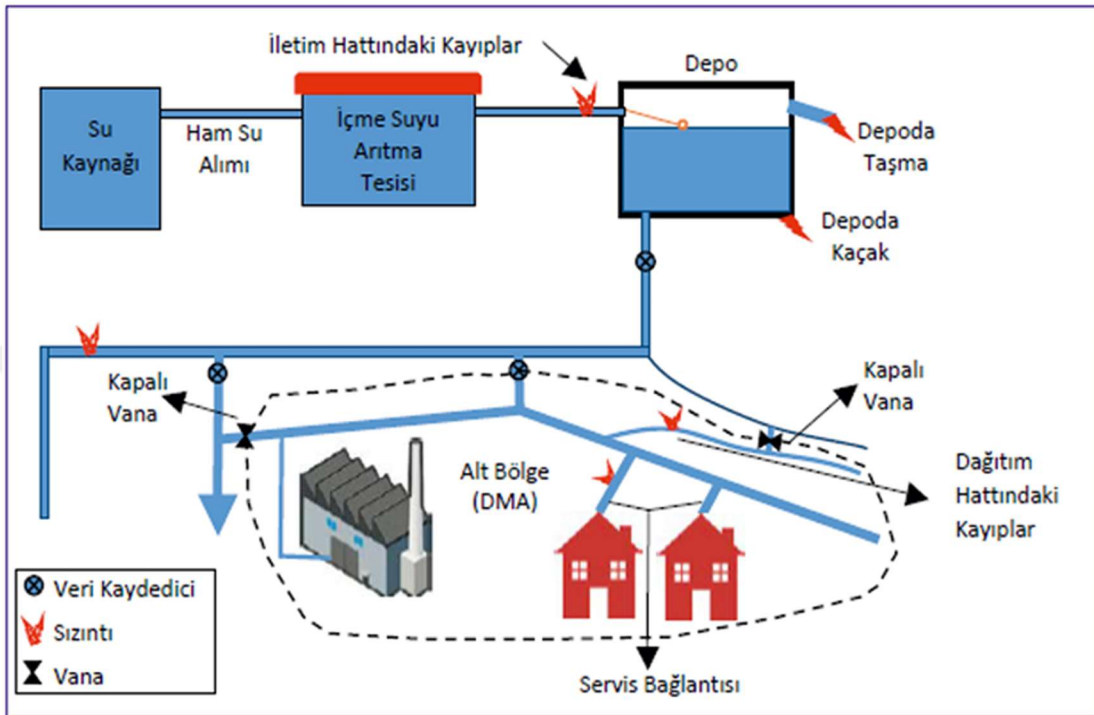 İletim Hattındaki Kayıplar
Depo
Su
Kaynağı
Ham Su
Alımı
İçme Suyu
Arıtma
Tesisi
Depoda
Taşma
Depoda
Kaçak
Kapalı
Vana
Kapalı
Vana
Alt Bölge
(DMA)
Dağıtım
Hattındaki
Kayıplar
Veri Kaydedici
Sızıntı
Vana
Servis Bağlantısı